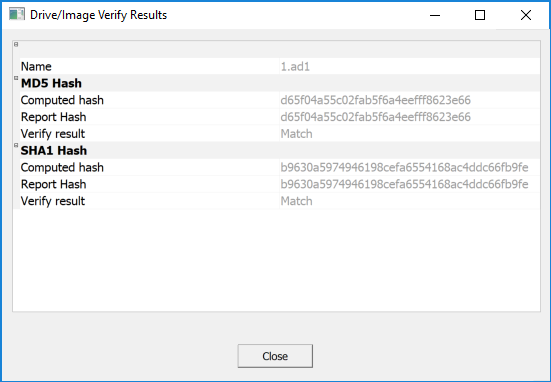 Drive/Image Verify Results
Name 1.ad1
MD5 Hash
Computed hash d65f04a55c02fab5f6a4eefff8623e66
Report Hash d65f04a55c02fab5f6a4eefff8623e66
Verify result Match
SHA1 Hash
Computed hash b9630a5974946198cefa6554168ac4ddc66fb9fe
Report Hash b9630a5974946198cefa6554168ac4ddc66fb9fe
Verify result Match
Close